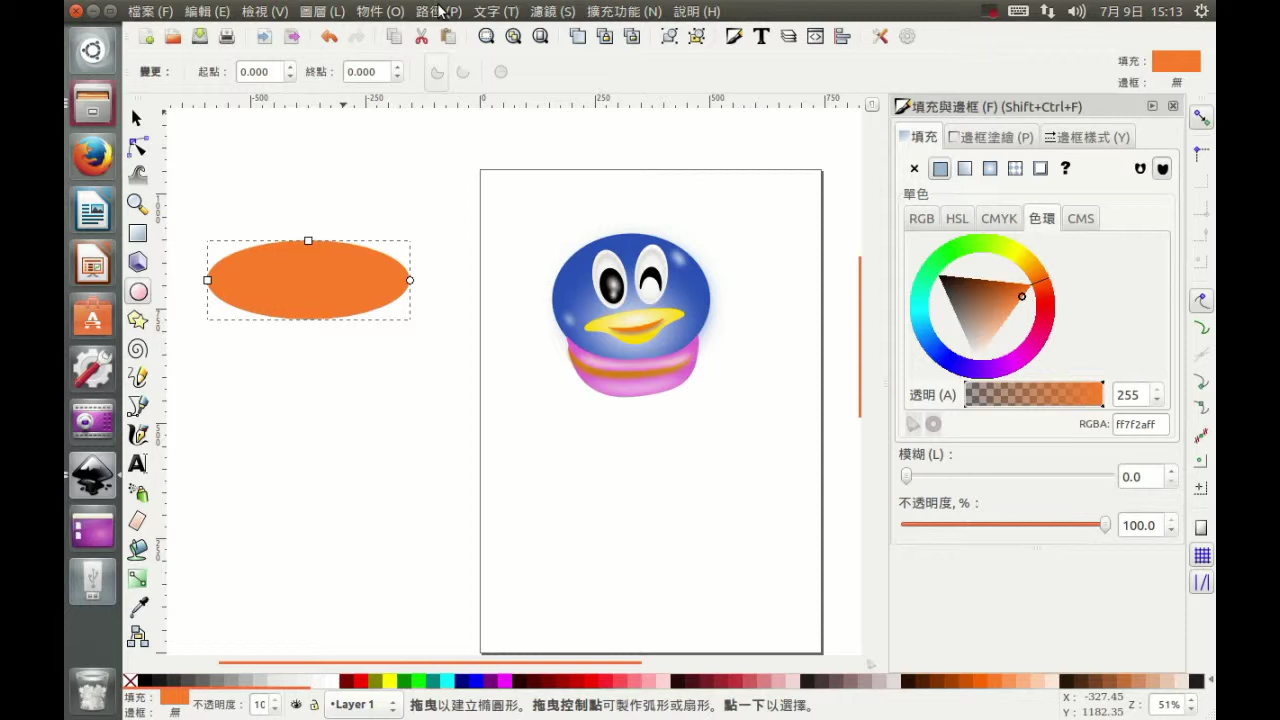 檔案 (F) 編輯 (E) 檢視 (V) 圖層 (L) 物件 (O) 路徑(P) 文字 (T) 濾鏡 (S) 擴充功能 (N) 說明 (H) 7月 9日 15:13
變更： 起點： 0.000 終點： 0.000
填充：
邊框： 無
-500 -250 0 250 500 750
填充與邊框 (F) (Shift+Ctrl+F)
填充 邊框塗繪 (P) 邊框樣式 (Y)
?
單色
RGB HSL CMYK 色環 CMS
透明 (A) 255
RGBA: ff7f2aff
模糊 (L)：
0.0
不透明度, %：
100.0
填充：
邊框： 無
不透明度： 10
•Layer 1
拖曳以建立橢圓形。拖曳控制點可製作弧形或扇形。點一下以選擇。
X： -327.45
Y： 1182.35
Z： 51%